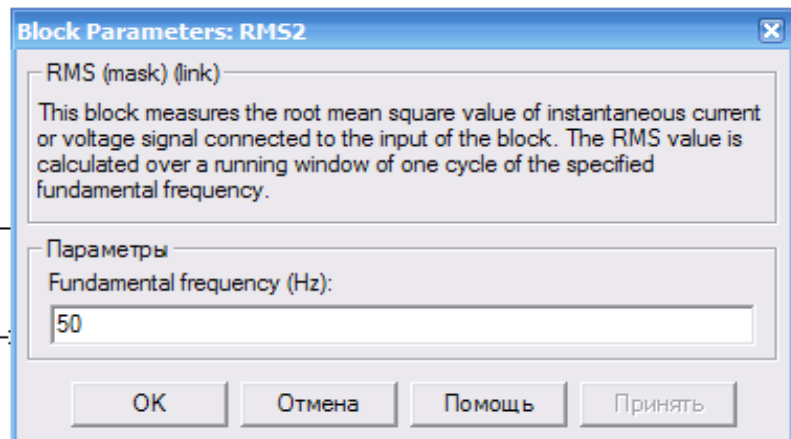 Block Parameters: RMS2
RMS (mask) (link)
This block measures the root mean square value of instantaneous current
or voltage signal connected to the input of the block. The RMS value is
calculated over a running window of one cycle of the specified
fundamental frequency.
Параметры
Fundamental frequency (Hz):
50
OK
Отмена
Помощь
Принять